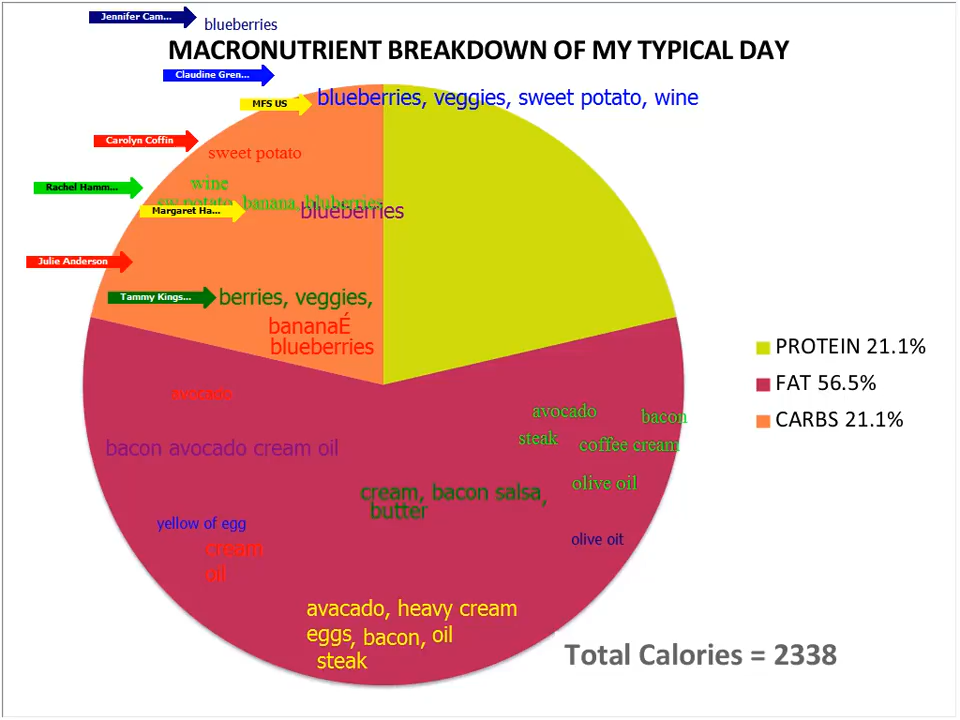 Jennifer Cam...
blueberries
MACRONUTRIENT BREAKDOWN OF MY TYPICAL DAY
Claudine Gren...
MFS US
blueberries, veggies, sweet potato, wine
Carolyn Coffin
sweet potato
wine
Rachel Hamm...
sw potato, banana, bluberries
Margaret Ha...
blueberries
Julie Anderson
Tammy Kings...
berries, veggies,
bananaÉ
blueberries
PROTEIN 21.1%
FAT 56.5%
CARBS 21.1%
avocado
avocado
bacon
steak
coffee cream
bacon avocado cream oil
olive oil
cream, bacon salsa,
butter
yellow of egg
olive oit
cream
oil
avacado, heavy cream
eggs, bacon, oil
steak
Total Calories = 2338